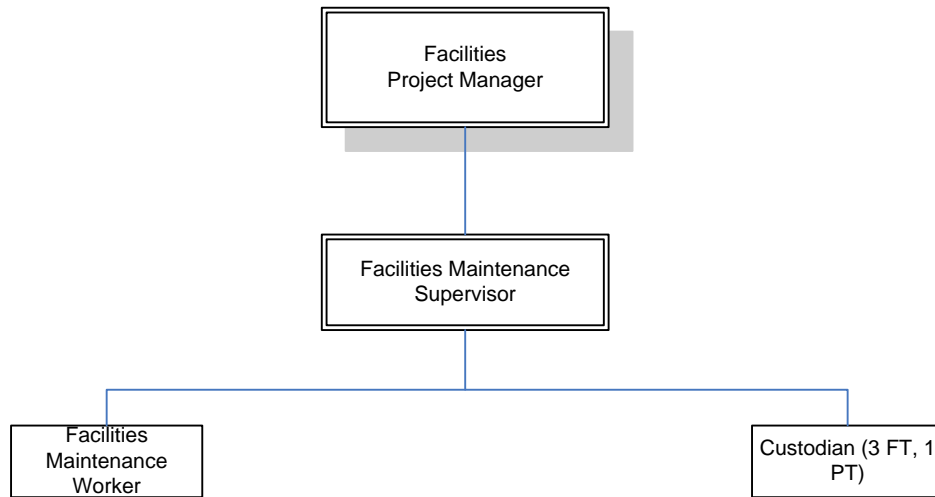 Facilities
Project Manager
Facilities Maintenance
Supervisor
Facilities
Maintenance
Worker
Custodian (3 FT, 1
PT)